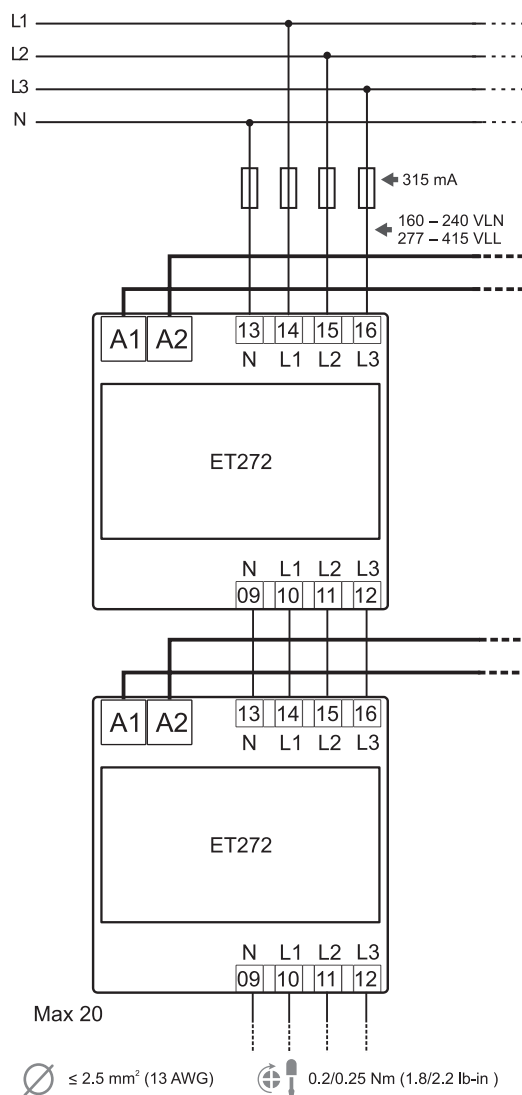 L1
L2
L3
N
315 mA
160 – 240 VLN
277 – 415 VLL
A1 A2 13 14 15 16
N L1 L2 L3
ET272
N L1 L2 L3
09 10 11 12
A1 A2 13 14 15 16
N L1 L2 L3
ET272
N L1 L2 L3
09 10 11 12
Max 20
≤ 2.5 mm² (13 AWG) 0.2/0.25 Nm (1.8/2.2 lb-in )